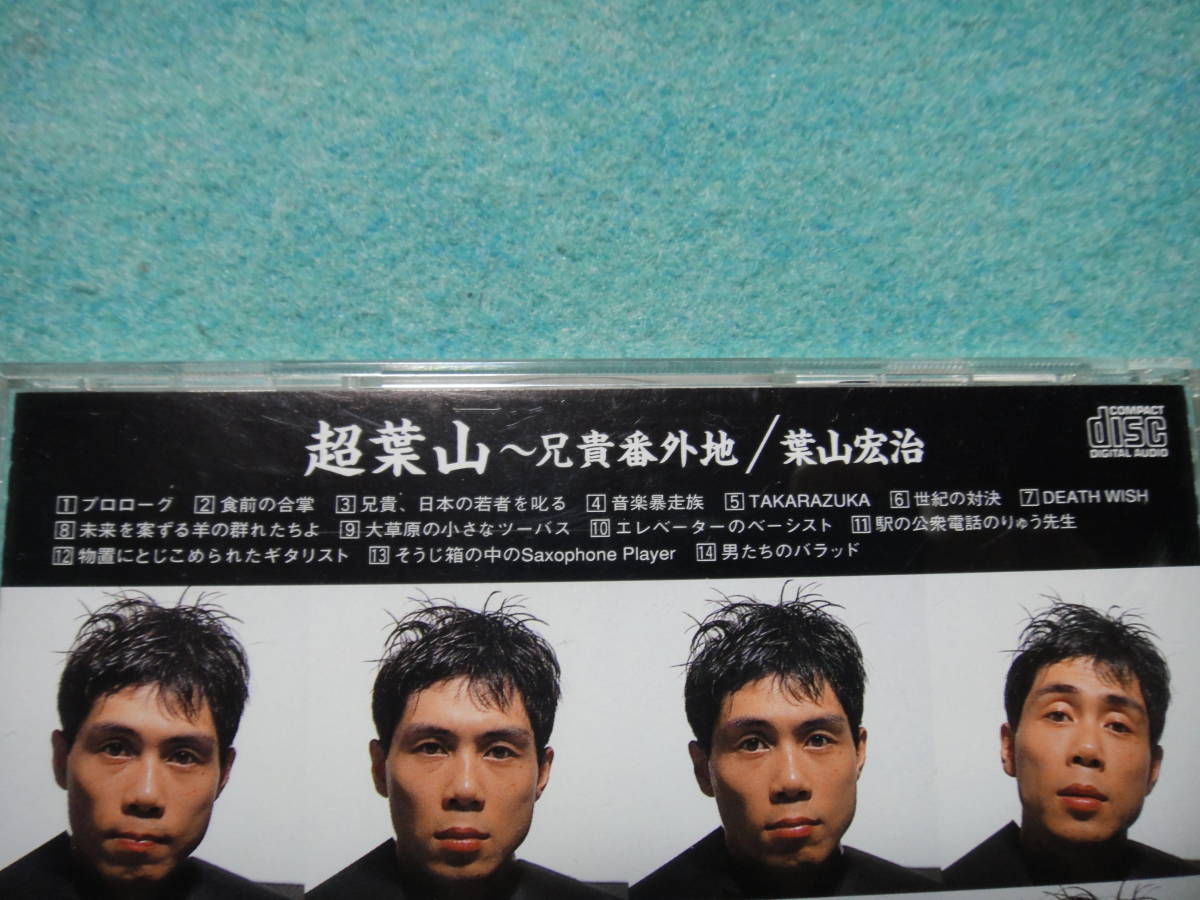 超葉山～兄貴番外地/葉山宏治
COMPACT
disc
DIGITAL AUDIO
1 プロローグ 2 食前の合掌 3 兄貴、日本の若者を叱る 4 音楽暴走族 5 TAKARAZUKA 6 世紀の対決 7 DEATH WISH
8 未来を案ずる羊の群れたちよ 9 大草原の小さなツーバス 10 エレベーターのベーシスト 11 駅の公衆電話のりゅう先生
12 物置にとじこめられたギタリスト 13 そうじ箱の中のSaxophone Player 14 男たちのバラッド